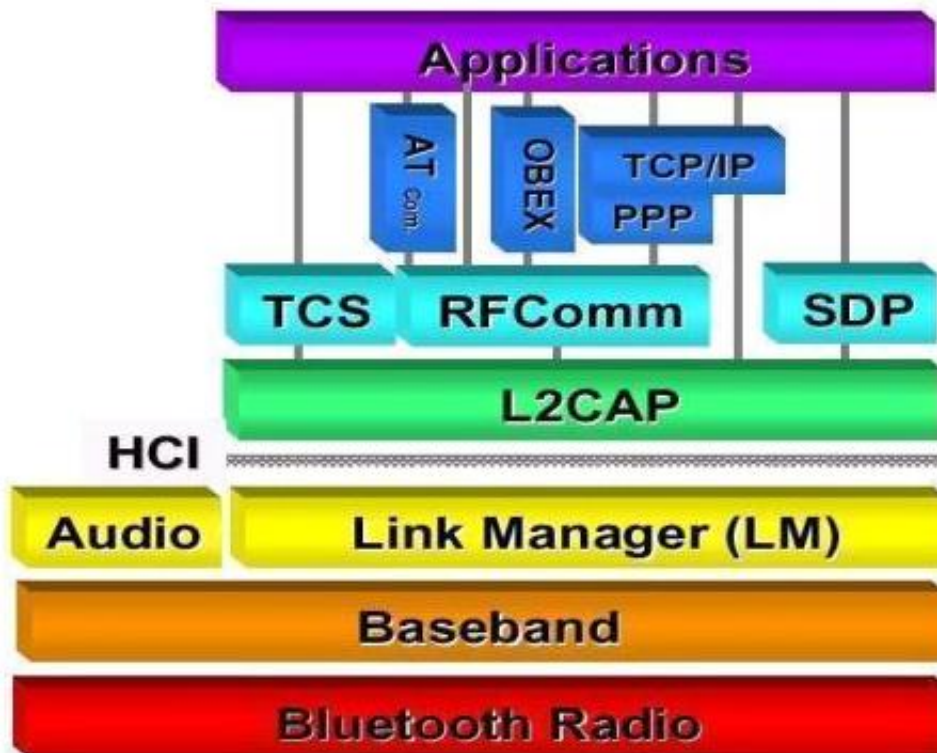 Applications
AT Com
OBEX
TCP/IP
PPP
TCS
RFComm
SDP
L2CAP
HCI
Audio
Link Manager (LM)
Baseband
Bluetooth Radio